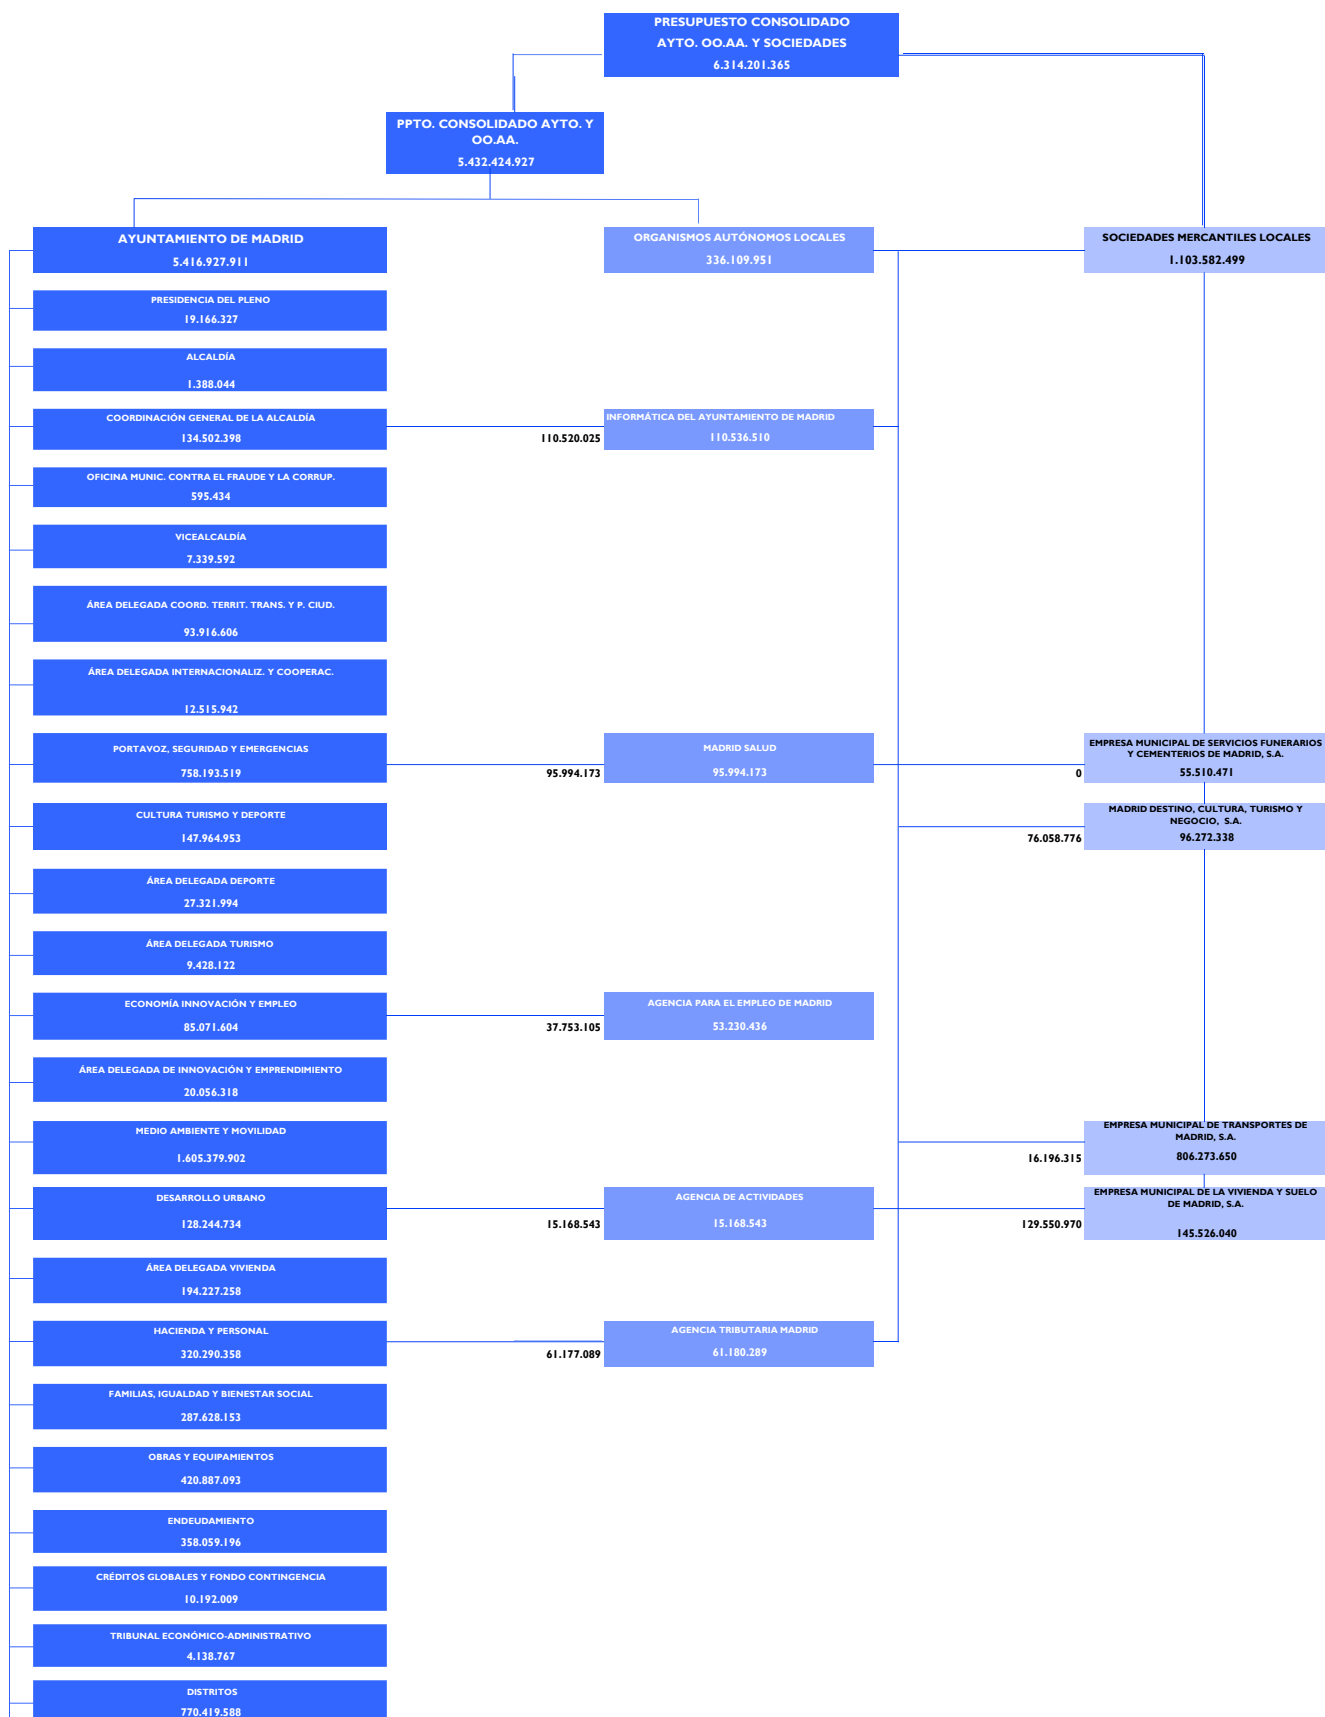 PRESUPUESTO CONSOLIDADO
AYTO. OO.AA. Y SOCIEDADES
6.314.201.365
PPTO. CONSOLIDADO AYTO. Y
OO.AA.
5.432.424.927
AYUNTAMIENTO DE MADRID
5.416.927.911
ORGANISMOS AUTÓNOMOS LOCALES
336.109.951
SOCIEDADES MERCANTILES LOCALES
1.103.582.499
PRESIDENCIA DEL PLENO
19.166.327
ALCALDÍA
1.388.044
COORDINACIÓN GENERAL DE LA ALCALDÍA
134.502.398
110.520.025
INFORMÁTICA DEL AYUNTAMIENTO DE MADRID
110.536.510
OFICINA MUNIC. CONTRA EL FRAUDE Y LA CORRUP.
595.434
VICEALCALDÍA
7.339.592
ÁREA DELEGADA COORD. TERRIT. TRANS. Y P. CIUD.
93.916.606
ÁREA DELEGADA INTERNACIONALIZ. Y COOPERAC.
12.515.942
PORTAVOZ, SEGURIDAD Y EMERGENCIAS
758.193.519
95.994.173
MADRID SALUD
95.994.173
0
EMPRESA MUNICIPAL DE SERVICIOS FUNERARIOS
Y CEMENTERIOS DE MADRID, S.A.
55.510.471
CULTURA TURISMO Y DEPORTE
147.964.953
76.058.776
MADRID DESTINO, CULTURA, TURISMO Y
NEGOCIO, S.A.
96.272.338
ÁREA DELEGADA DEPORTE
27.321.994
ÁREA DELEGADA TURISMO
9.428.122
ECONOMÍA INNOVACIÓN Y EMPLEO
85.071.604
37.753.105
AGENCIA PARA EL EMPLEO DE MADRID
53.230.436
ÁREA DELEGADA DE INNOVACIÓN Y EMPRENDIMIENTO
20.056.318
MEDIO AMBIENTE Y MOVILIDAD
1.605.379.902
16.196.315
EMPRESA MUNICIPAL DE TRANSPORTES DE
MADRID, S.A.
806.273.650
DESARROLLO URBANO
128.244.734
15.168.543
AGENCIA DE ACTIVIDADES
15.168.543
129.550.970
EMPRESA MUNICIPAL DE LA VIVIENDA Y SUELO
DE MADRID, S.A.
145.526.040
ÁREA DELEGADA VIVIENDA
194.227.258
HACIENDA Y PERSONAL
320.290.358
61.177.089
AGENCIA TRIBUTARIA MADRID
61.180.289
FAMILIAS, IGUALDAD Y BIENESTAR SOCIAL
287.628.153
OBRAS Y EQUIPAMIENTOS
420.887.093
ENDEUDAMIENTO
358.059.196
CRÉDITOS GLOBALES Y FONDO CONTINGENCIA
10.192.009
TRIBUNAL ECONÓMICO-ADMINISTRATIVO
4.138.767
DISTRITOS
770.419.588